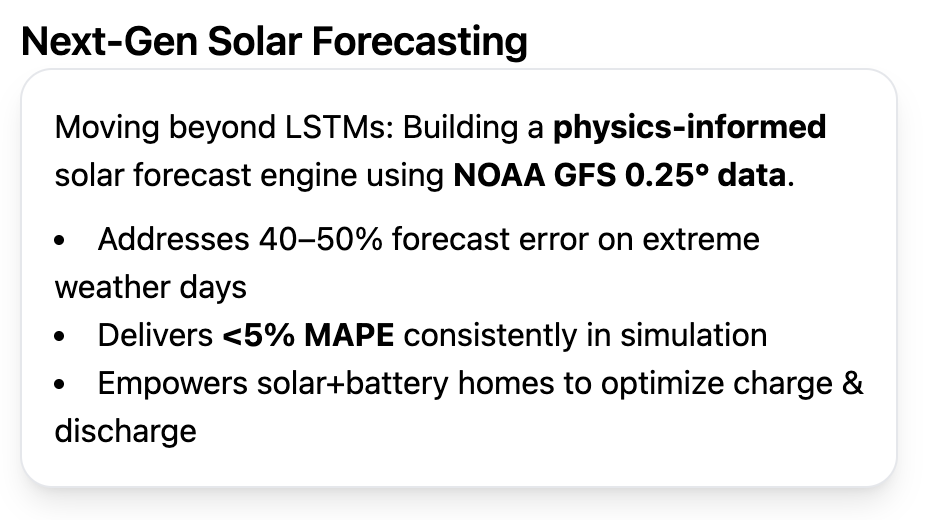 Next-Gen Solar Forecasting
Moving beyond LSTMs: Building a physics-informed
solar forecast engine using NOAA GFS 0.25° data.
• Addresses 40–50% forecast error on extreme
weather days
• Delivers <5% MAPE consistently in simulation
• Empowers solar+battery homes to optimize charge &
discharge